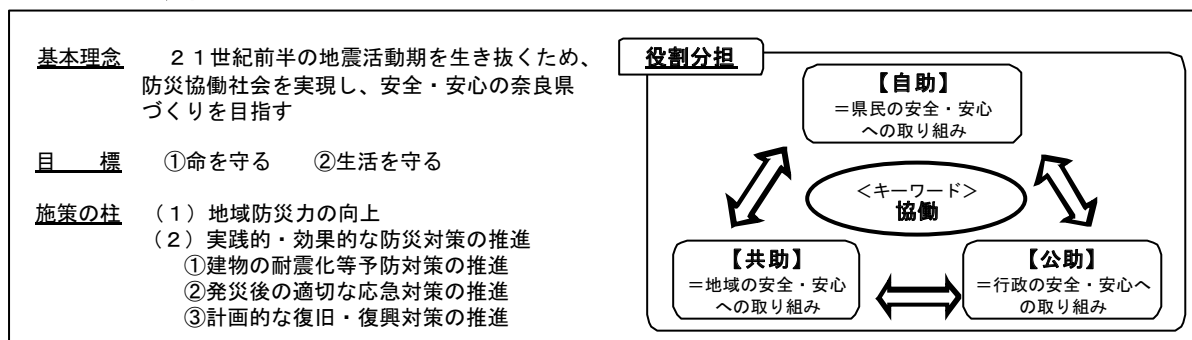 基本理念　２１世紀前半の地震活動期を生き抜くため、
防災協働社会を実現し、安全・安心の奈良県
づくりを目指す
目　標　①命を守る　②生活を守る
施策の柱　（１）地域防災力の向上
（２）実践的・効果的な防災対策の推進
①建物の耐震化等予防対策の推進
②発災後の適切な応急対策の推進
③計画的な復旧・復興対策の推進
役割分担
【自助】
＝県民の安全・安心
への取り組み
＜キーワード＞
協働
【共助】
＝地域の安全・安心
への取り組み
【公助】
＝行政の安全・安心へ
の取り組み